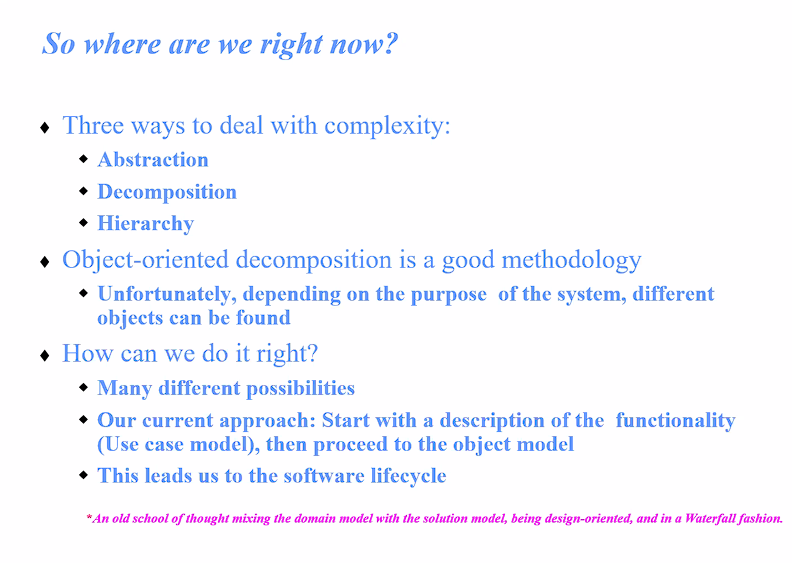 So where are we right now?
Three ways to deal with complexity:
Abstraction
Decomposition
Hierarchy
Object-oriented decomposition is a good methodology
Unfortunately, depending on the purpose of the system, different
objects can be found
How can we do it right?
Many different possibilities
Our current approach: Start with a description of the functionality
(Use case model), then proceed to the object model
This leads us to the software lifecycle
*An old school of thought mixing the domain model with the solution model, being design-oriented, and in a Waterfall fashion.